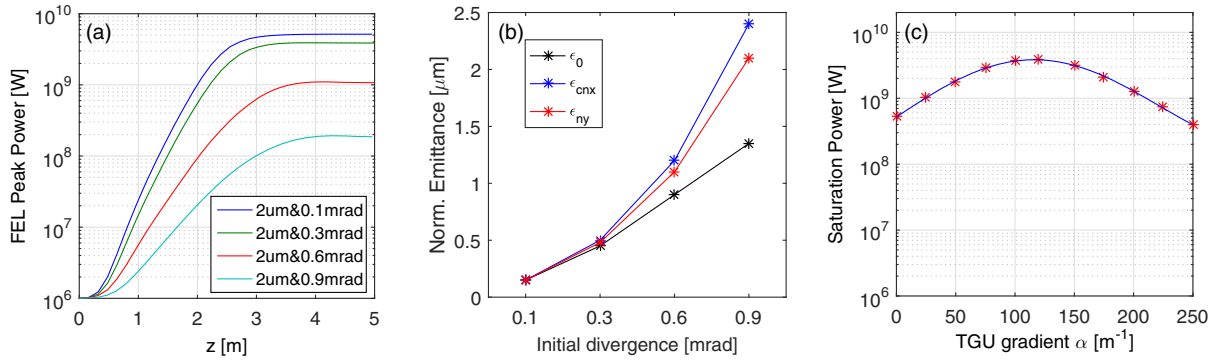 (a)
FEL Peak Power [W]
10^10
10^9
10^8
10^7
10^6
0 1 2 3 4 5
z [m]
2um&0.1mrad
2um&0.3mrad
2um&0.6mrad
2um&0.9mrad
(b)
Norm. Emittance [μm]
2.5
2
1.5
1
0.5
0
0.1 0.3 0.6 0.9
Initial divergence [mrad]
ϵ_0
ϵ_cnx
ϵ_ny
(c)
Saturation Power [W]
10^10
10^9
10^8
10^7
10^6
0 50 100 150 200 250
TGU gradient α [m^-1]